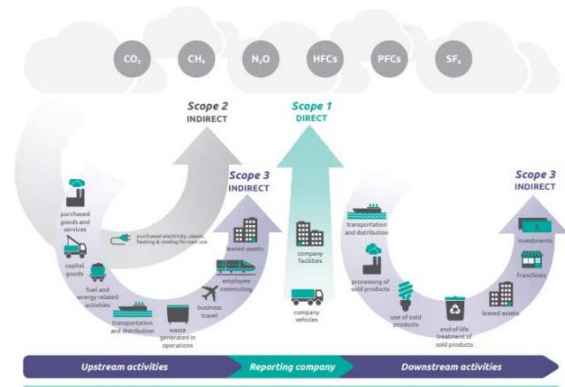 CO₂ CH₄ N₂O HFCs PFCs SF₆
Scope 2
INDIRECT
Scope 1
DIRECT
Scope 3
INDIRECT
Scope 3
INDIRECT
purchased
goods and
services
capital
goods
fuel and
energy related
activities
transportation
and distribution
waste
generated in
operations
business
travel
employee
commuting
leased assets
purchased electricity, steam,
heating & cooling for own use
company
facilities
company
vehicles
transportation
and distribution
processing of
sold products
use of sold
products
end-of-life
treatment of
sold products
leased assets
franchises
investments
Upstream activities
Reporting company
Downstream activities